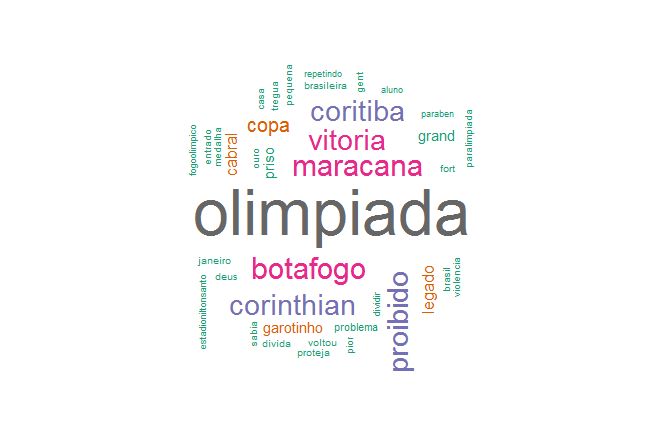 repetindo
brasileira
gent
aluno
pequena
tregua
casa
copa
coritiba
paraben
vitoria
grand
paralimpiada
fogoolimpico
entrado
medalha
cabral
ouro
priso
maracana
fort
olimpiada
janeiro
deus
botafogo
proibido
legado
brasil
violencia
estadioniltonsanto
corinthian
dividir
sabia
garotinho
problema
divida
voltou
proteja
pior